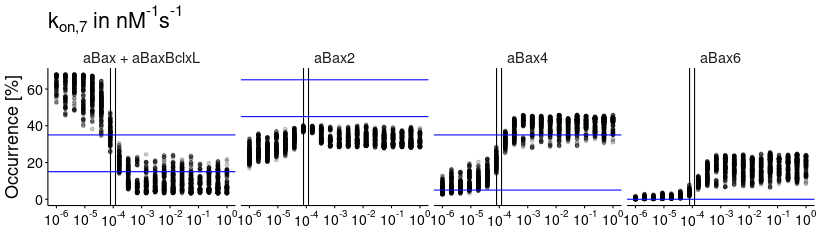 k_on,7 in nM^-1 s^-1
aBax + aBaxBclxL aBax2 aBax4 aBax6
Occurrence [%]
60
40
20
0
10^-6 10^-5 10^-4 10^-3 10^-2 10^-1 10^0 10^-6 10^-5 10^-4 10^-3 10^-2 10^-1 10^0 10^-6 10^-5 10^-4 10^-3 10^-2 10^-1 10^0 10^-6 10^-5 10^-4 10^-3 10^-2 10^-1 10^0